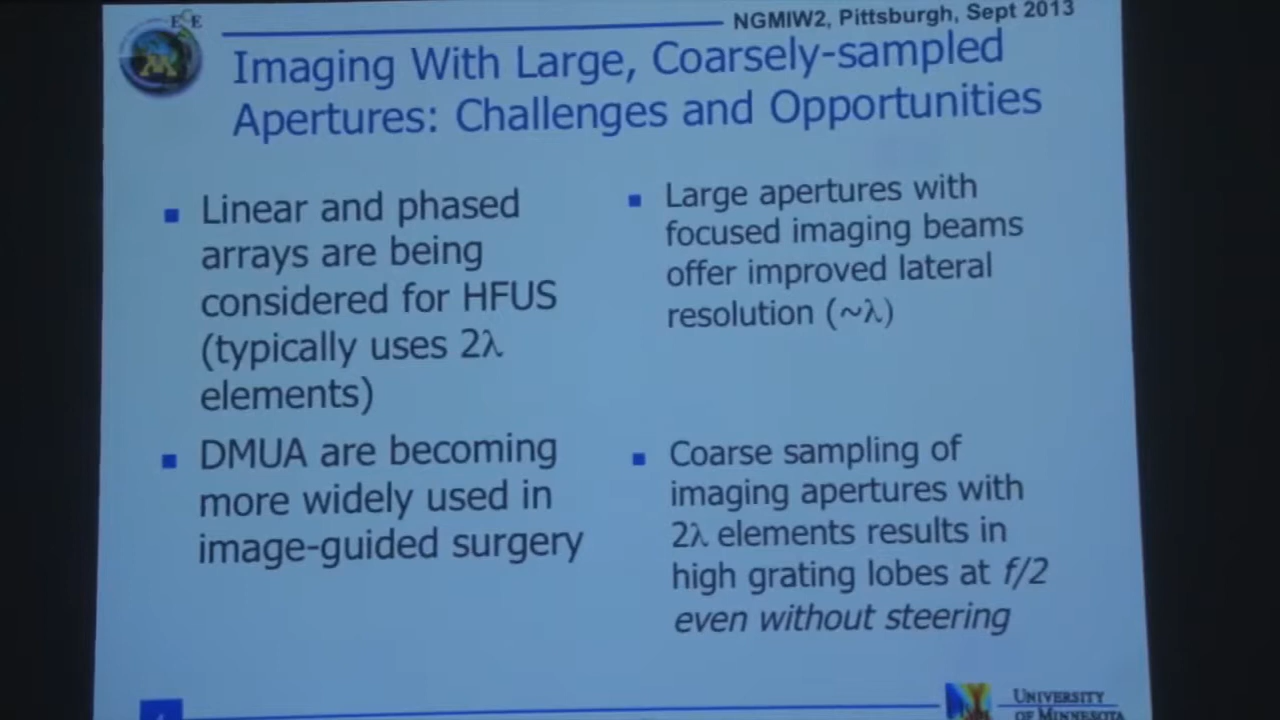 ECE
NGMIW2, Pittsburgh, Sept 2013
Imaging With Large, Coarsely-sampled
Apertures: Challenges and Opportunities
Linear and phased
arrays are being
considered for HFUS
(typically uses 2λ
elements)
DMUA are becoming
more widely used in
image-guided surgery
Large apertures with
focused imaging beams
offer improved lateral
resolution (~λ)
Coarse sampling of
imaging apertures with
2λ elements results in
high grating lobes at f/2
even without steering
UNIVERSITY
OF MINNESOTA